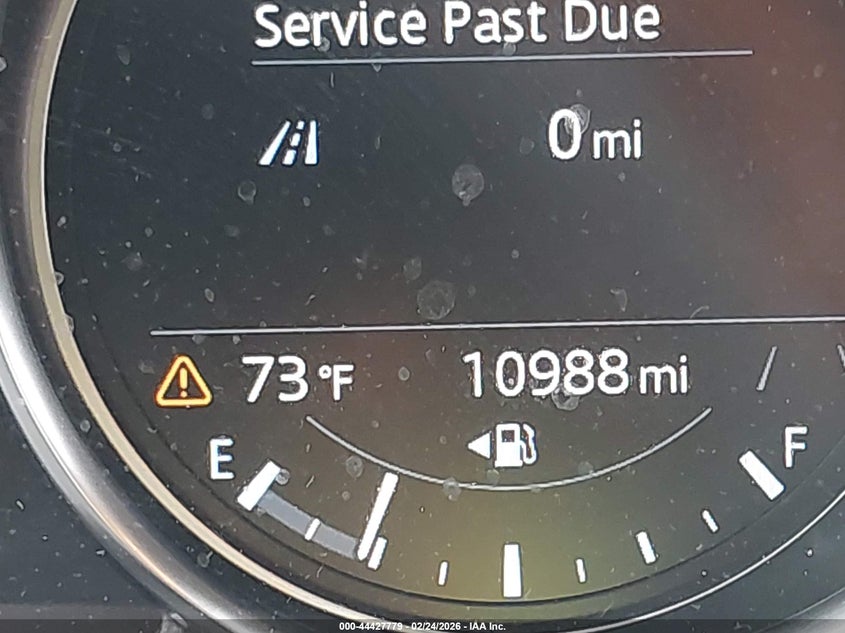 Service Past Due
0 mi
73 °F 10988 mi
E F
000-44427779 - 02/24/2026 - IAA Inc.